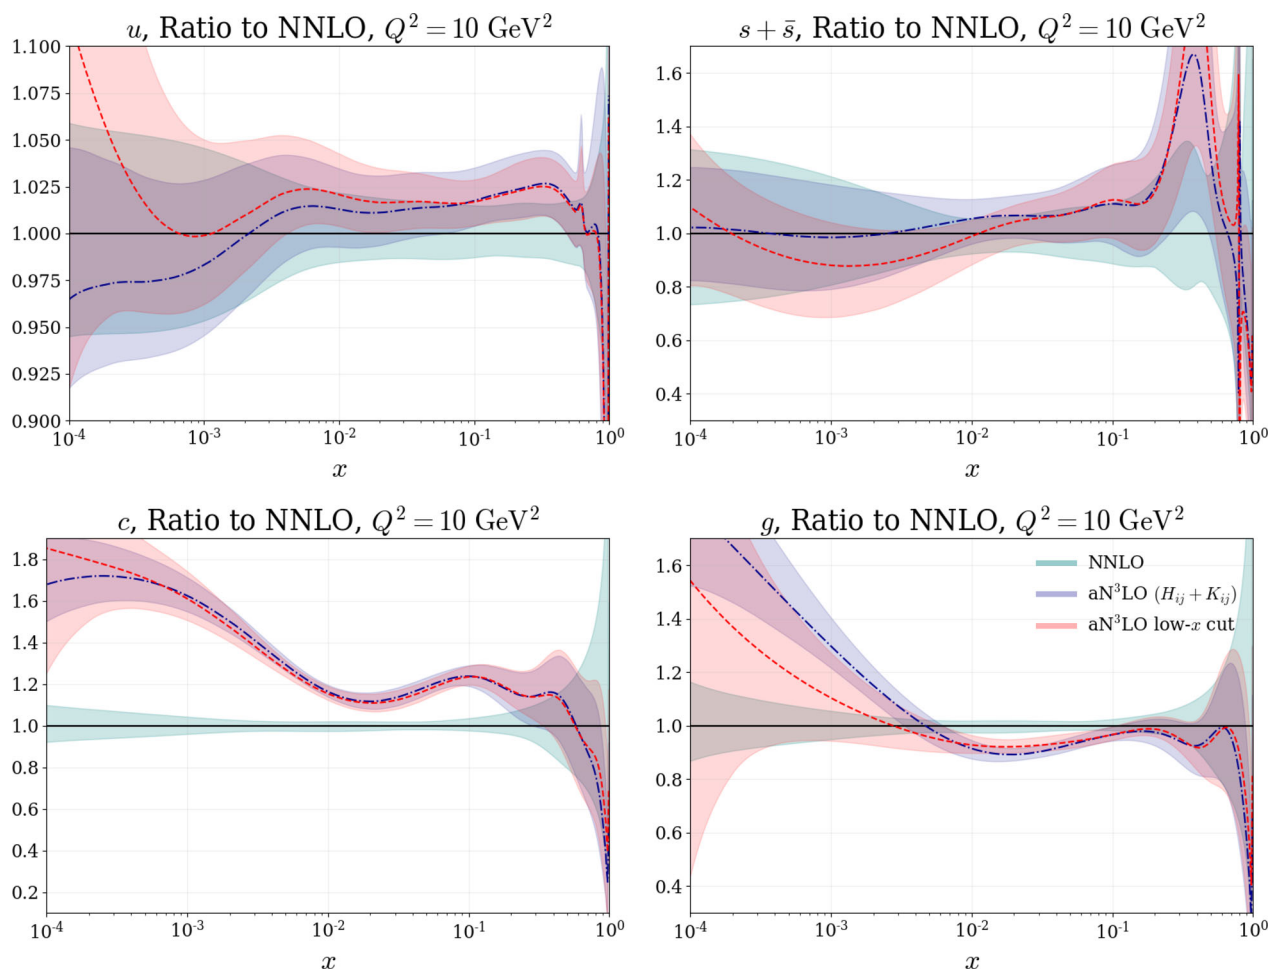 u, Ratio to NNLO, Q² = 10 GeV²
1.100
1.075
1.050
1.025
1.000
0.975
0.950
0.925
0.900
10⁻⁴ 10⁻³ 10⁻² 10⁻¹ 10⁰
x
s + s̄, Ratio to NNLO, Q² = 10 GeV²
1.6
1.4
1.2
1.0
0.8
0.6
0.4
10⁻⁴ 10⁻³ 10⁻² 10⁻¹ 10⁰
x
c, Ratio to NNLO, Q² = 10 GeV²
1.8
1.6
1.4
1.2
1.0
0.8
0.6
0.4
0.2
10⁻⁴ 10⁻³ 10⁻² 10⁻¹ 10⁰
x
g, Ratio to NNLO, Q² = 10 GeV²
NNLO
aN³LO (Hᵢⱼ + Kᵢⱼ)
aN³LO low-x cut
1.6
1.4
1.2
1.0
0.8
0.6
0.4
10⁻⁴ 10⁻³ 10⁻² 10⁻¹ 10⁰
x